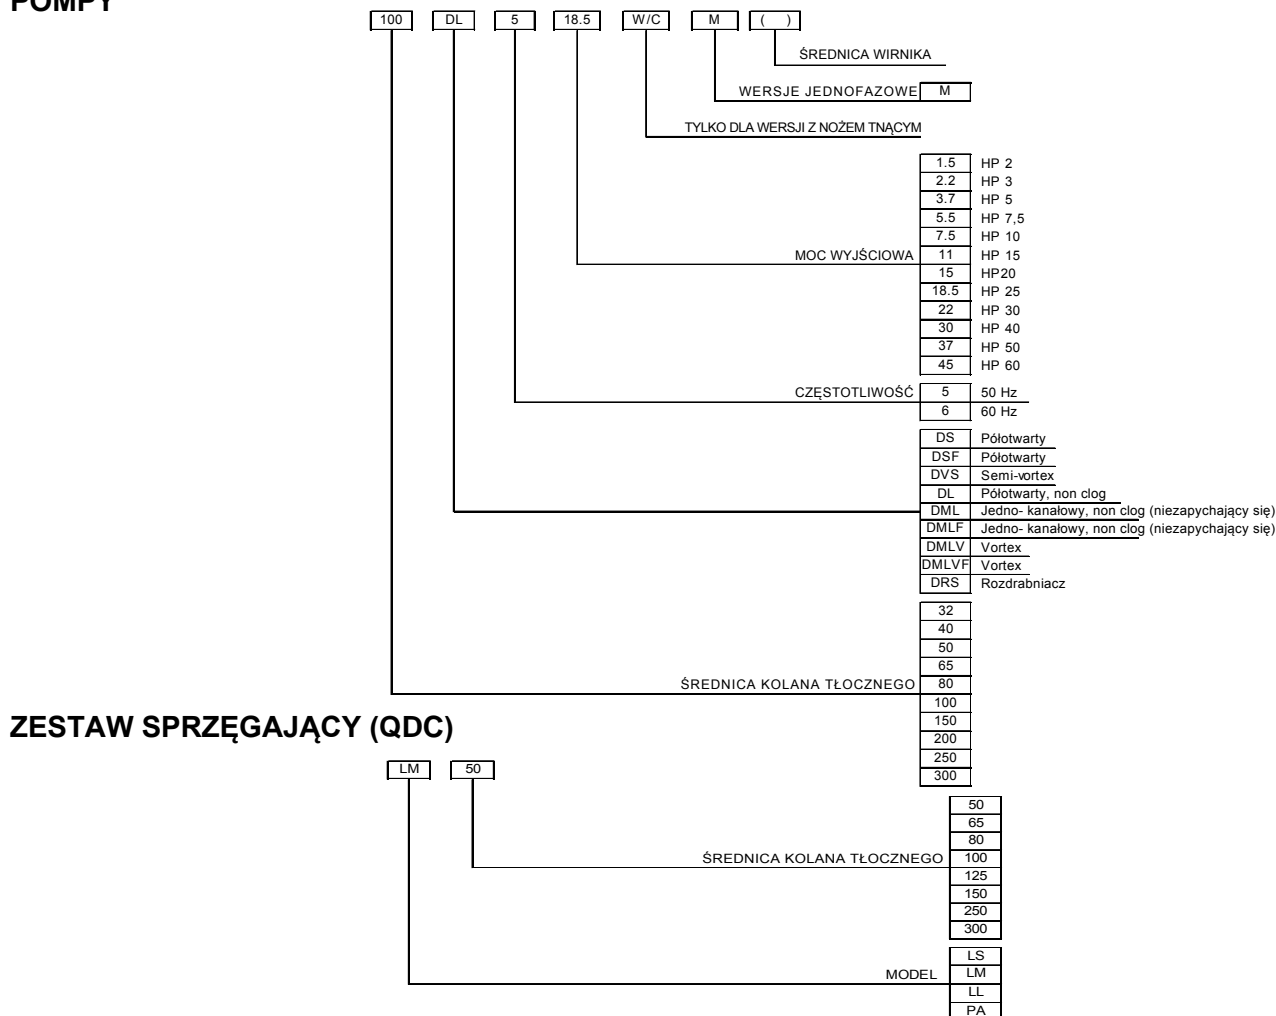 POMPY
100 DL 5 18.5 W/C M ( )
ŚREDNICA WIRNIKA
WERSJE JEDNOFAZOWE M
TYLKO DLA WERSJI Z NOŻEM TNĄCYM
1.5 HP 2
2.2 HP 3
3.7 HP 5
5.5 HP 7,5
7.5 HP 10
MOC WYJŚCIOWA 11 HP 15
15 HP20
18.5 HP 25
22 HP 30
30 HP 40
37 HP 50
45 HP 60
CZĘSTOTLIWOŚĆ 5 50 Hz
6 60 Hz
DS Półotwarty
DSF Półotwarty
DVS Semi-vortex
DL Półotwarty, non clog
DML Jedno- kanałowy, non clog (niezapychający się)
DMLF Jedno- kanałowy, non clog (niezapychający się)
DMLV Vortex
DMLVF Vortex
DRS Rozdrabniacz
32
40
50
65
ŚREDNICA KOLANA TŁOCZNEGO 80
100
150
200
250
300
ZESTAW SPRZĘGAJĄCY (QDC)
LM 50
50
65
80
ŚREDNICA KOLANA TŁOCZNEGO 100
125
150
250
300
LS
MODEL LM
LL
PA